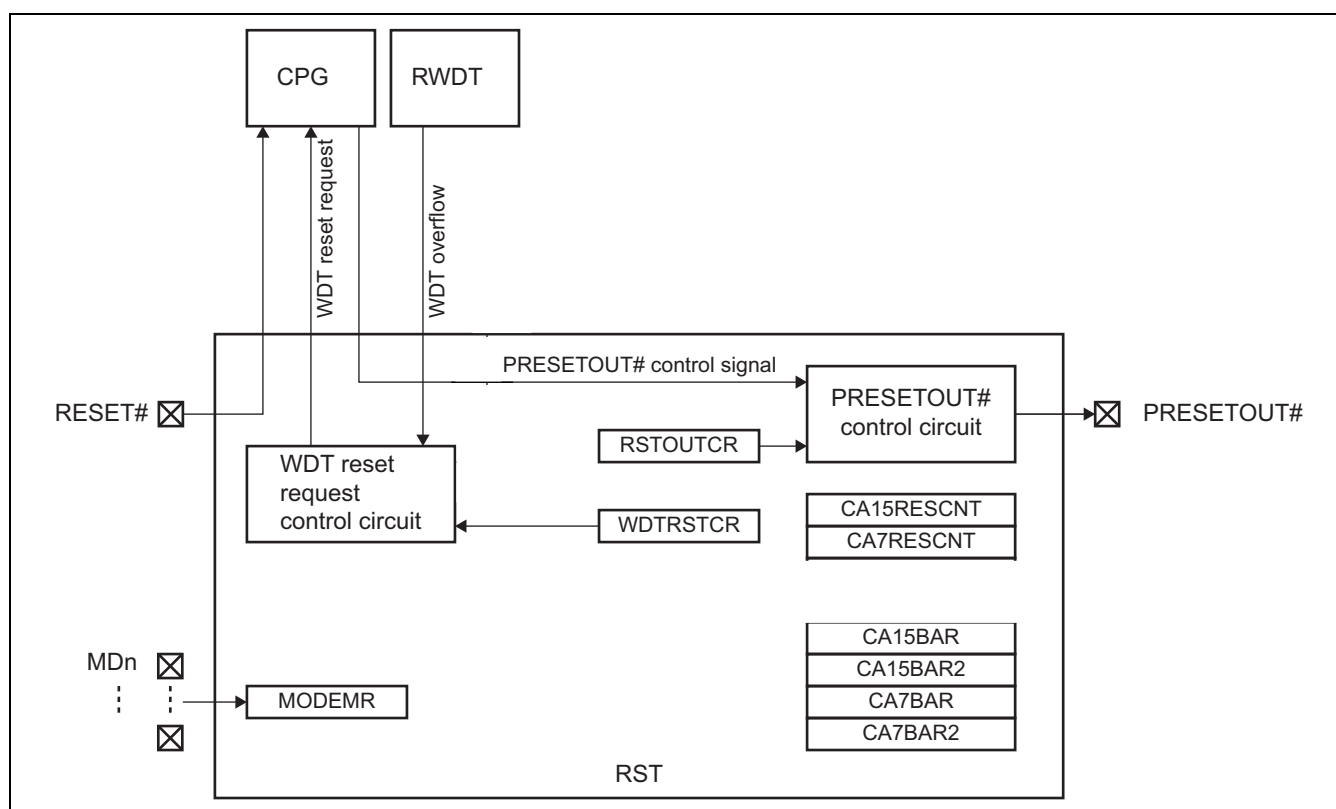 CPG
RWDT
WDT reset request
WDT overflow
PRESETOUT# control signal
RESET#
PRESETOUT#
control circuit
PRESETOUT#
RSTOUTCR
WDT reset
request
control circuit
WDTRSTCR
CA15RESCNT
CA7RESCNT
MDn
MODEMR
CA15BAR
CA15BAR2
CA7BAR
CA7BAR2
RST